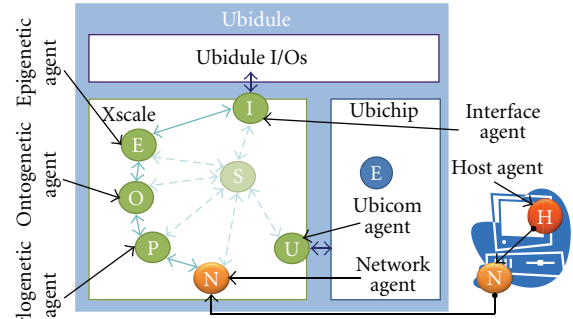 Ubidule
Ubidule I/Os
Epigenetic
agent
Xscale
I
Ubichip
Interface
agent
E
S
E
Host agent
Ontogenetic
agent
O
H
Ubicom
agent
P
U
Network
agent
N
N
agent